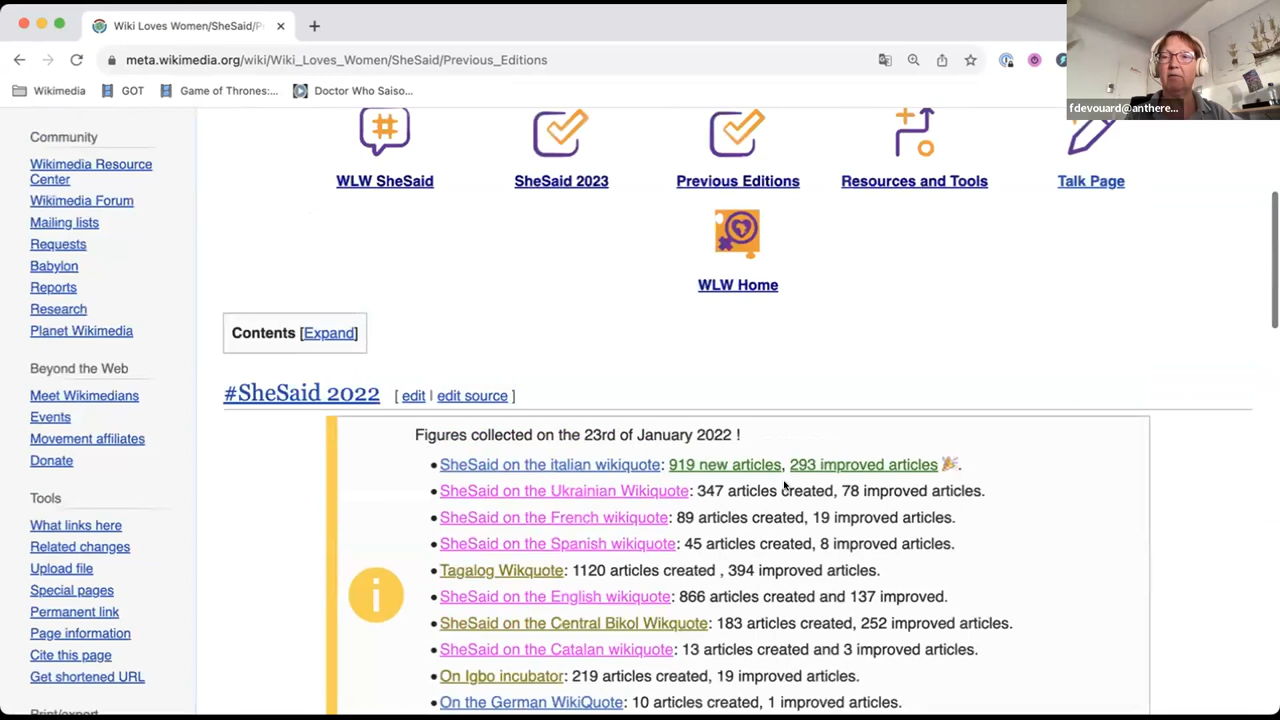 Wiki Loves Women/SheSaid/P
meta.wikimedia.org/wiki/Wiki_Loves_Women/SheSaid/Previous_Editions
Wikimedia GOT Game of Thrones:... Doctor Who Saiso...
fdevouard@anthere...
Community
Wikimedia Resource
Center
Wikimedia Forum
Mailing lists
Requests
Babylon
Reports
Research
Planet Wikimedia
Beyond the Web
Meet Wikimedians
Events
Movement affiliates
Donate
Tools
What links here
Related changes
Upload file
Special pages
Permanent link
Page information
Cite this page
Get shortened URL
Print/export
WLW SheSaid SheSaid 2023 Previous Editions Resources and Tools Talk Page
WLW Home
Contents [Expand]
#SheSaid 2022 [ edit | edit source ]
Figures collected on the 23rd of January 2022 !
•SheSaid on the italian wikiquote: 919 new articles, 293 improved articles 🎉.
•SheSaid on the Ukrainian Wikiquote: 347 articles created, 78 improved articles.
•SheSaid on the French wikiquote: 89 articles created, 19 improved articles.
•SheSaid on the Spanish wikiquote: 45 articles created, 8 improved articles.
•Tagalog Wikquote: 1120 articles created , 394 improved articles.
•SheSaid on the English wikiquote: 866 articles created and 137 improved.
•SheSaid on the Central Bikol Wikquote: 183 articles created, 252 improved articles.
•SheSaid on the Catalan wikiquote: 13 articles created and 3 improved articles.
•On Igbo incubator: 219 articles created, 19 improved articles.
•On the German WikiQuote: 10 articles created, 1 improved articles.